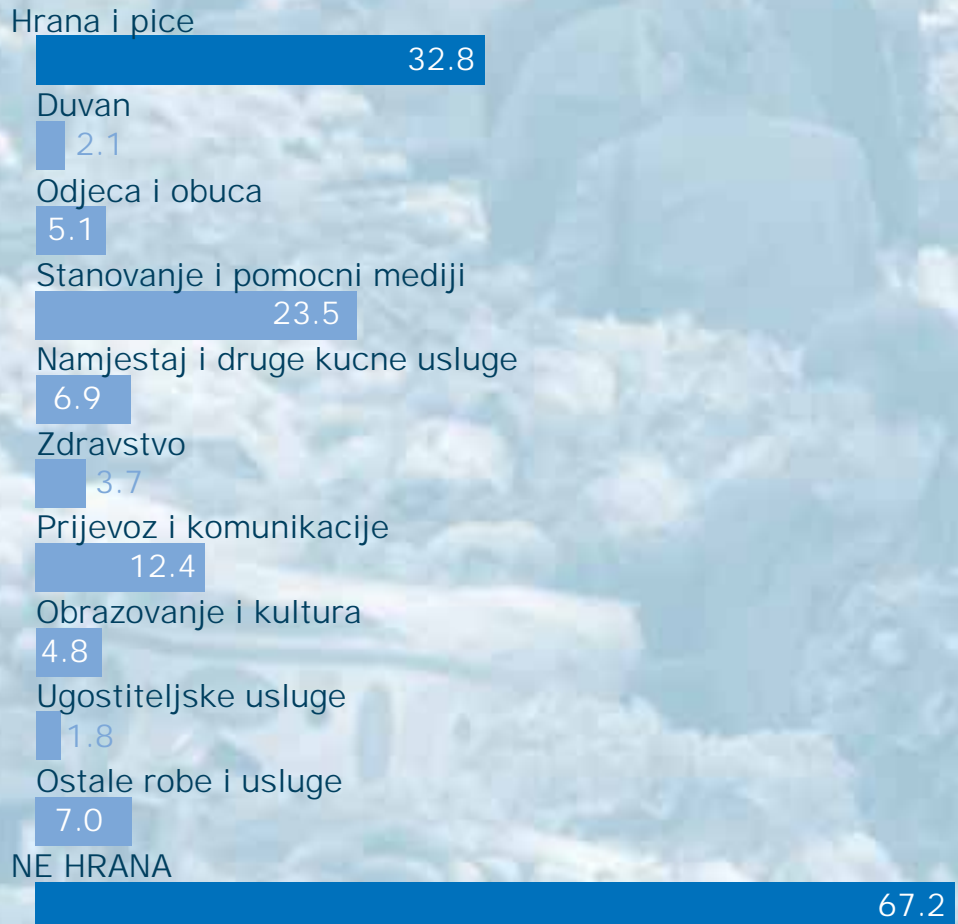 Hrana i pice
32.8
Duvan
2.1
Odjeca i obuca
5.1
Stanovanje i pomocni mediji
23.5
Namjestaj i druge kucne usluge
6.9
Zdravstvo
3.7
Prijevoz i komunikacije
12.4
Obrazovanje i kultura
4.8
Ugostiteljske usluge
1.8
Ostale robe i usluge
7.0
NE HRANA
67.2